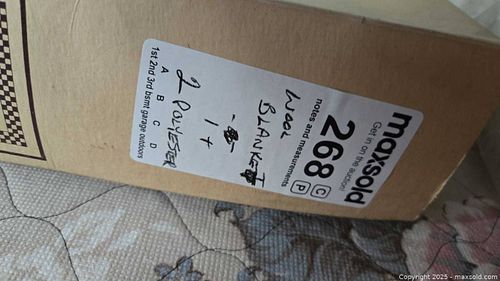 maxsold
Get in on the auction!
268 C P
notes and measurements
WOOL
BLANKET
1 +
2 POLYESTER
A B C D
1st 2nd 3rd bsmt garage outdoors
Copyright 2025 - maxsold.com